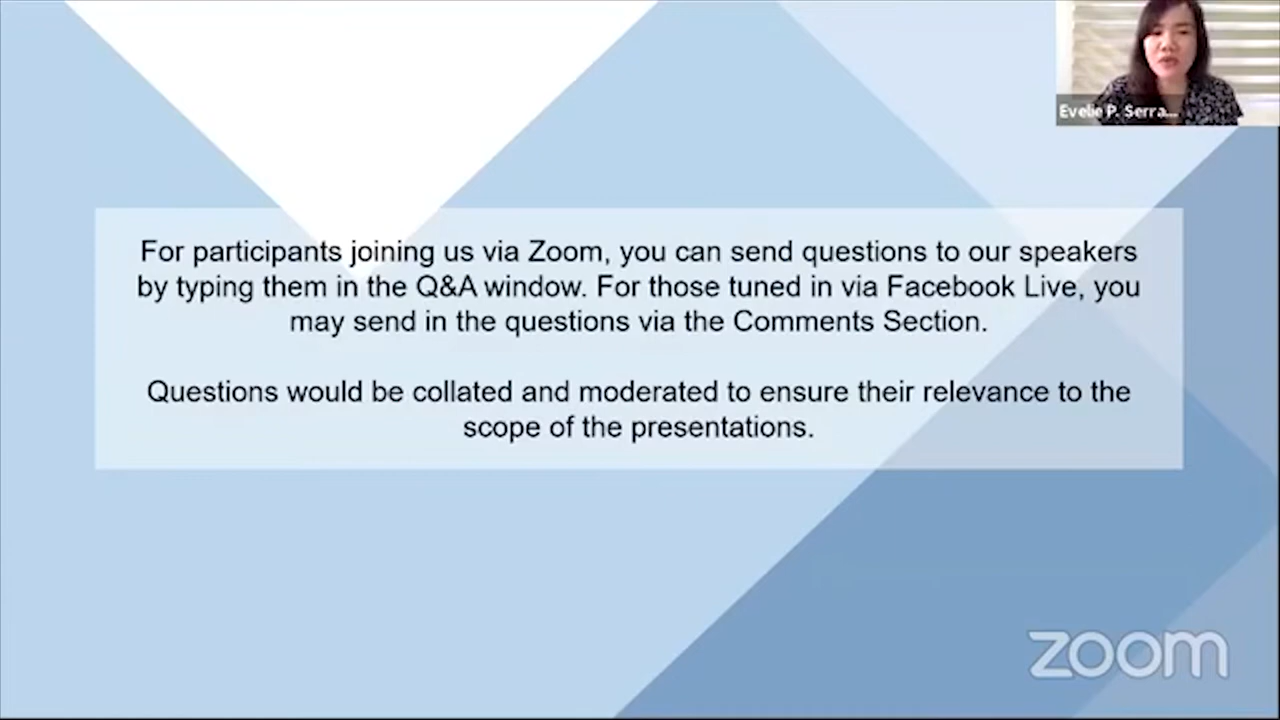 Evelie P. Serra...
For participants joining us via Zoom, you can send questions to our speakers
by typing them in the Q&A window. For those tuned in via Facebook Live, you
may send in the questions via the Comments Section.
Questions would be collated and moderated to ensure their relevance to the
scope of the presentations.
zoom